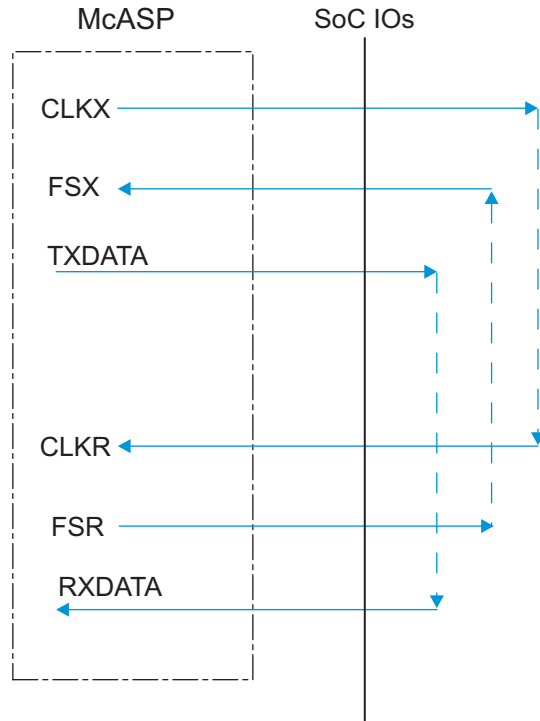 McASP
SoC IOs
CLKX
FSX
TXDATA
CLKR
FSR
RXDATA